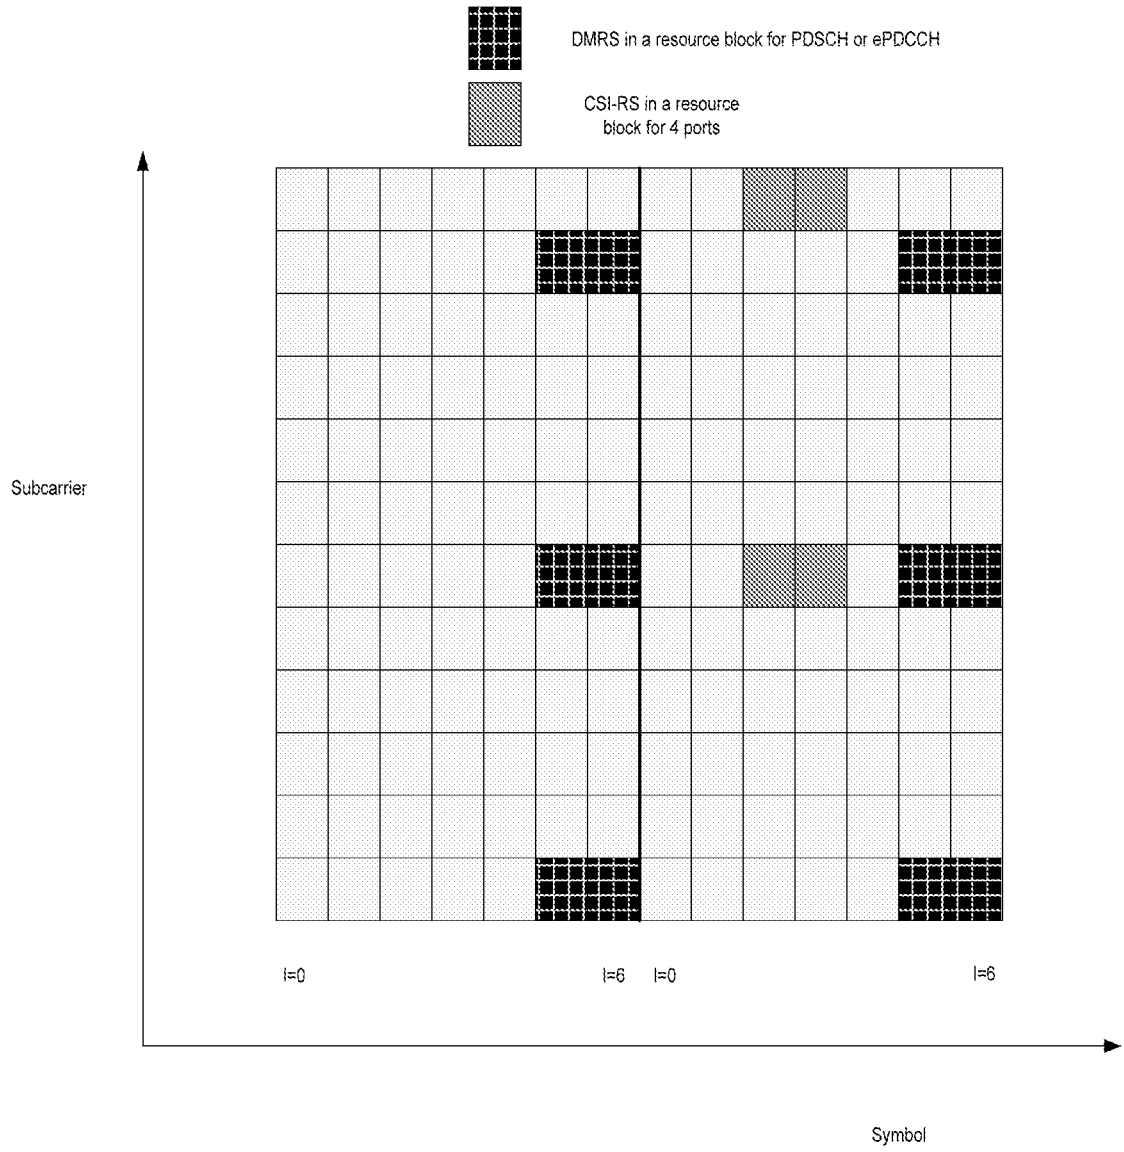 DMRS in a resource block for PDSCH or ePDCCH
CSI-RS in a resource
block for 4 ports
Subcarrier
l=0
l=6
l=0
l=6
Symbol